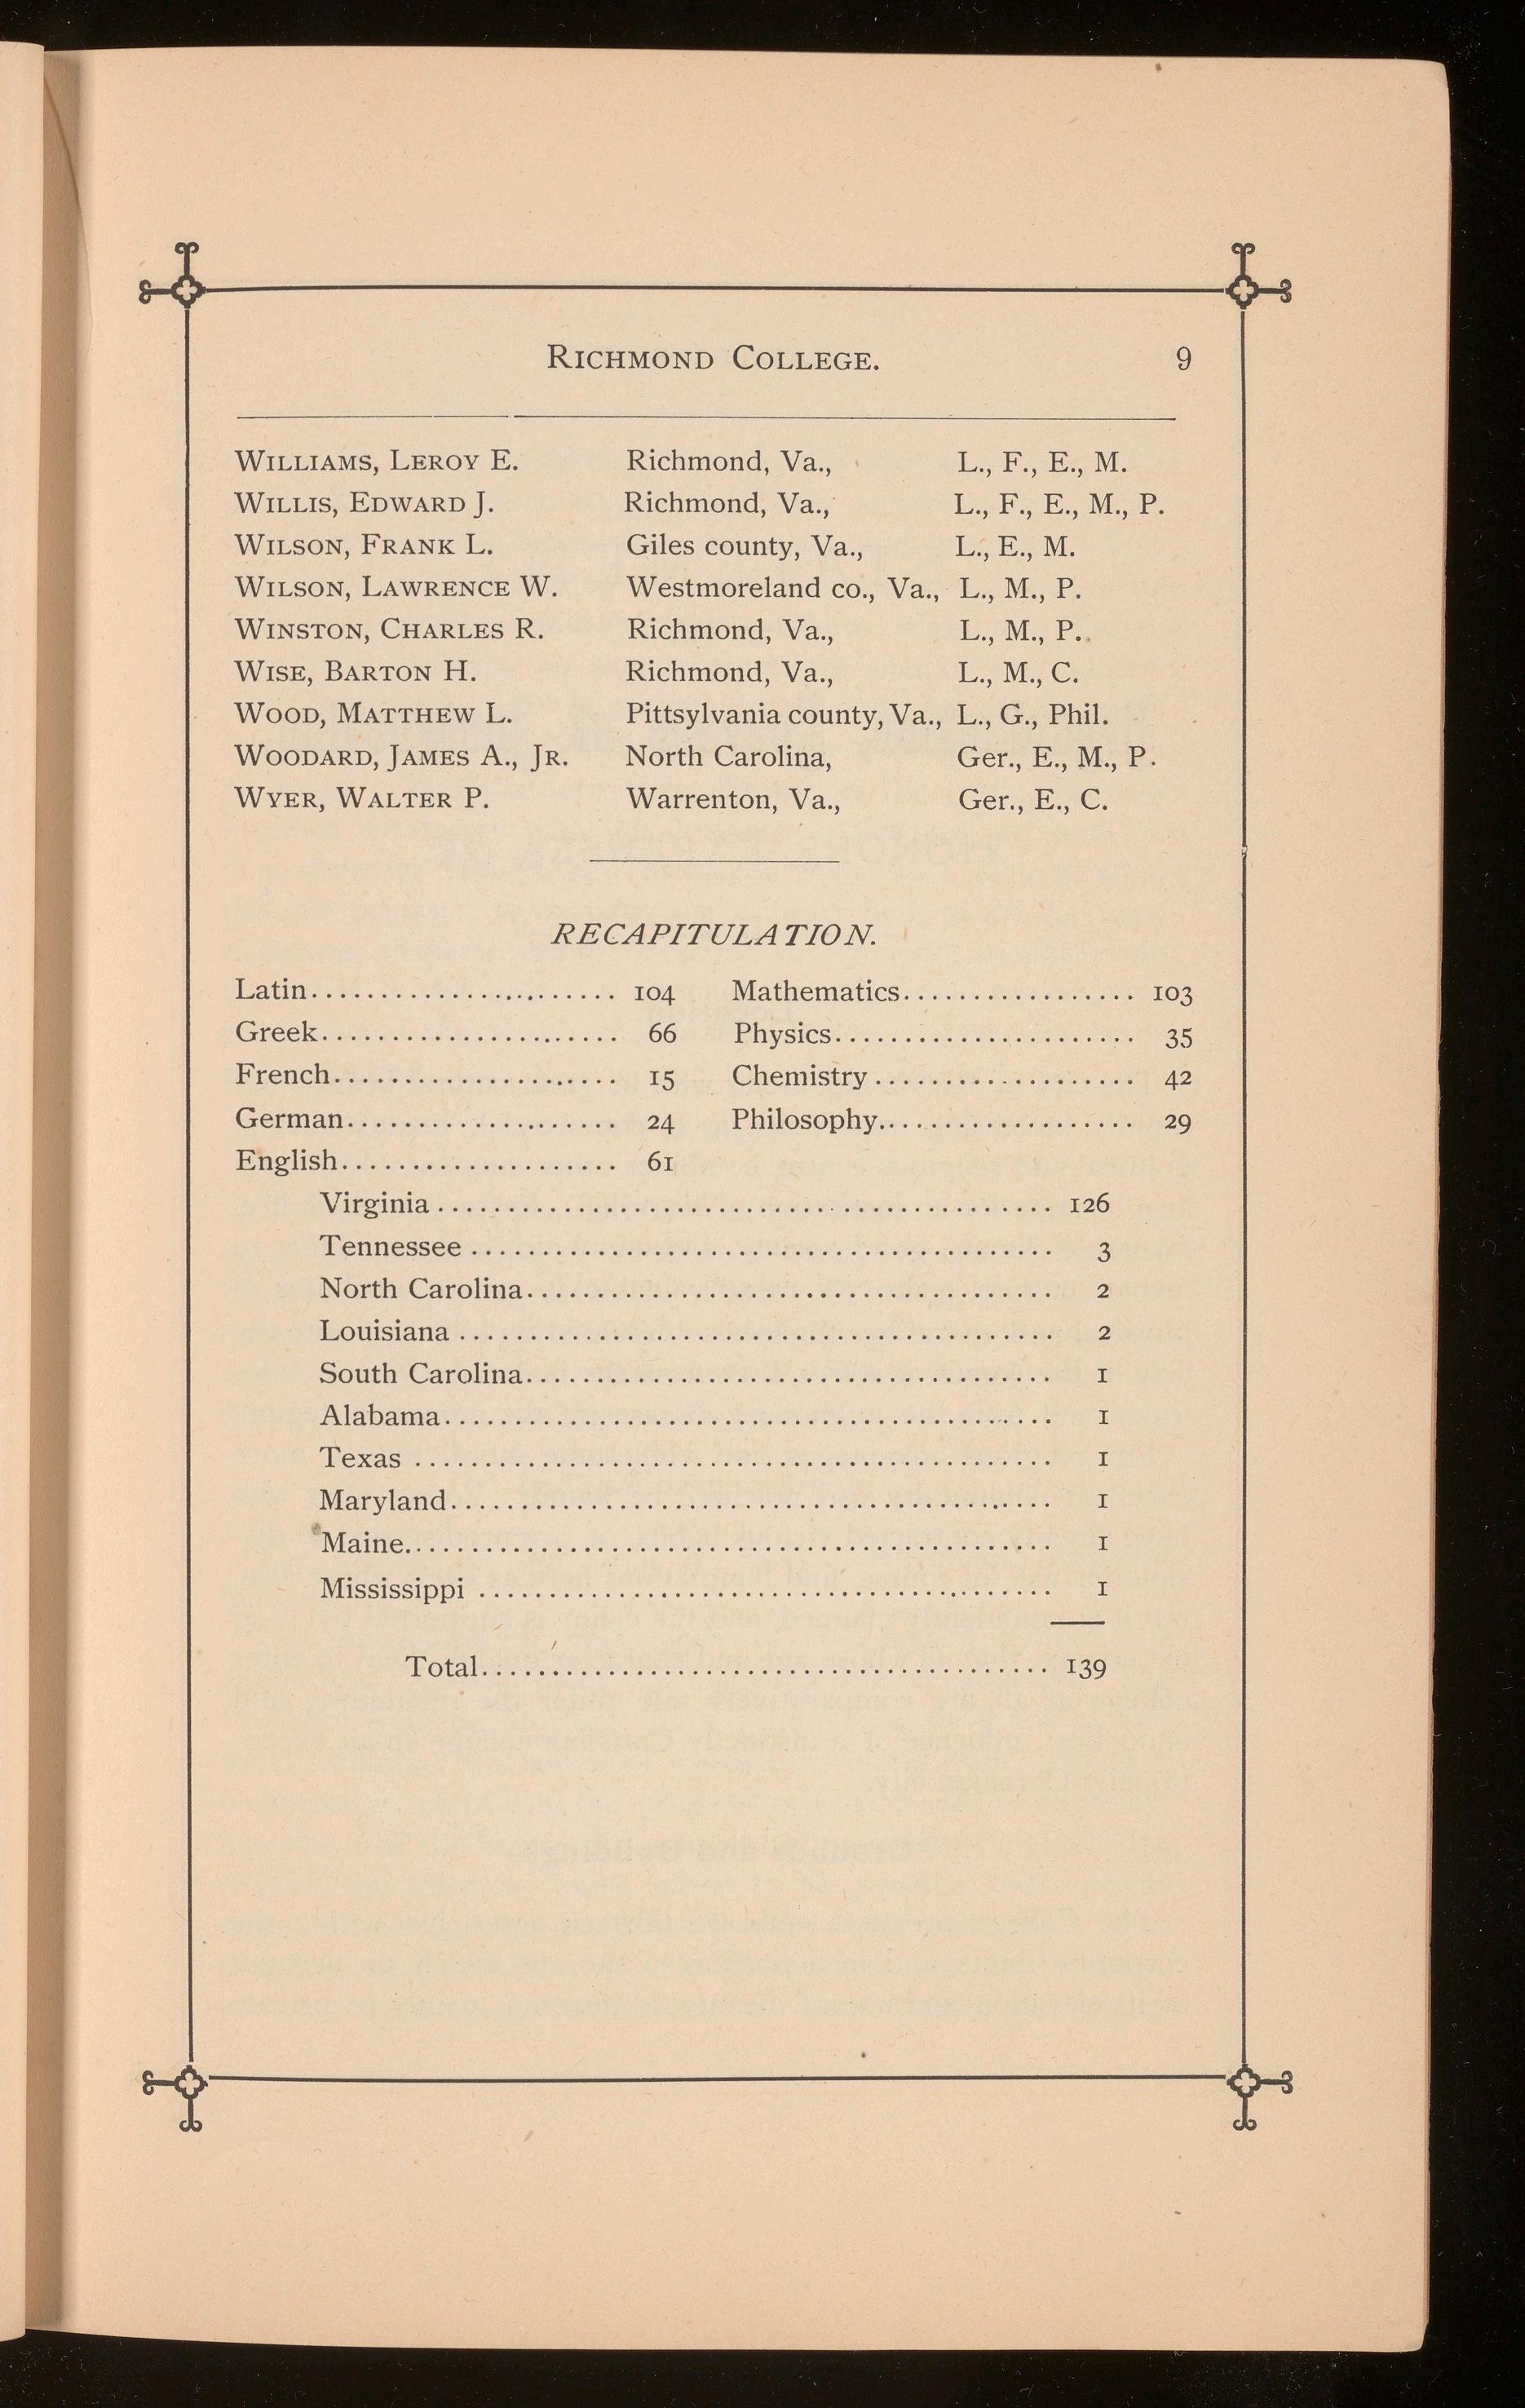 RICHMOND COLLEGE. 9
WILLIAMS, LEROY E. Richmond, Va., L., F., E., M.
WILLIS, EDWARD J. Richmond, Va., L., F., E., M., P.
WILSON, FRANK L. Giles county, Va., L., E., M.
WILSON, LAWRENCE W. Westmoreland co., Va., L., M., P.
WINSTON, CHARLES R. Richmond, Va., L., M., P.
WISE, BARTON H. Richmond, Va., L., M., C.
WOOD, MATTHEW L. Pittsylvania county, Va., L., G., Phil.
WOODARD, JAMES A., JR. North Carolina, Ger., E., M., P.
WYER, WALTER P. Warrenton, Va., Ger., E., C.
RECAPITULATION.
Latin...................... 104 Mathematics................. 103
Greek..................... 66 Physics...................... 35
French.................... 15 Chemistry................... 42
German................... 24 Philosophy.................. 29
English.................... 61
Virginia............................................ 126
Tennessee.......................................... 3
North Carolina...................................... 2
Louisiana........................................... 2
South Carolina...................................... 1
Alabama............................................ 1
Texas.............................................. 1
Maryland........................................... 1
Maine.............................................. 1
Mississippi......................................... 1
Total......................................... 139